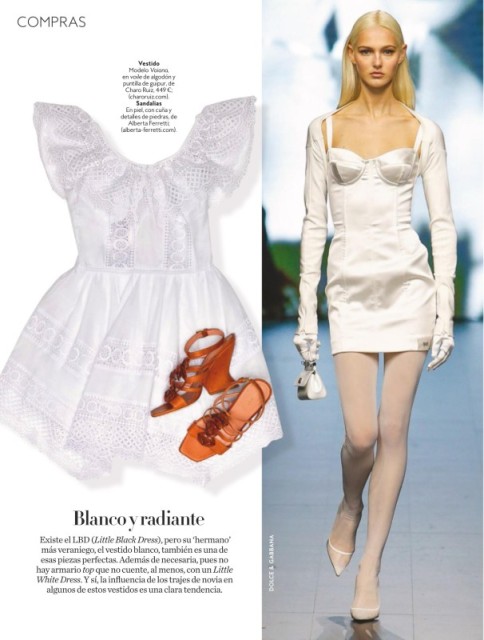 COMPRAS
Vestido
Modelo Voiano,
en voile de algodón y
puntilla de guipur, de
Charo Ruiz, 449 €;
(charoruiz.com).
Sandalias
En piel, con cuña y
detalles de piedras, de
Alberta Ferretti,
(alberta-ferretti.com).
Blanco y radiante
Existe el LBD (Little Black Dress), pero su ‘hermano’
más veraniego, el vestido blanco, también es una de
esas piezas perfectas. Además de necesaria, pues no
hay armario top que no cuente, al menos, con un Little
White Dress. Y sí, la influencia de los trajes de novia en
algunos de estos vestidos es una clara tendencia.
DOLCE & GABBANA